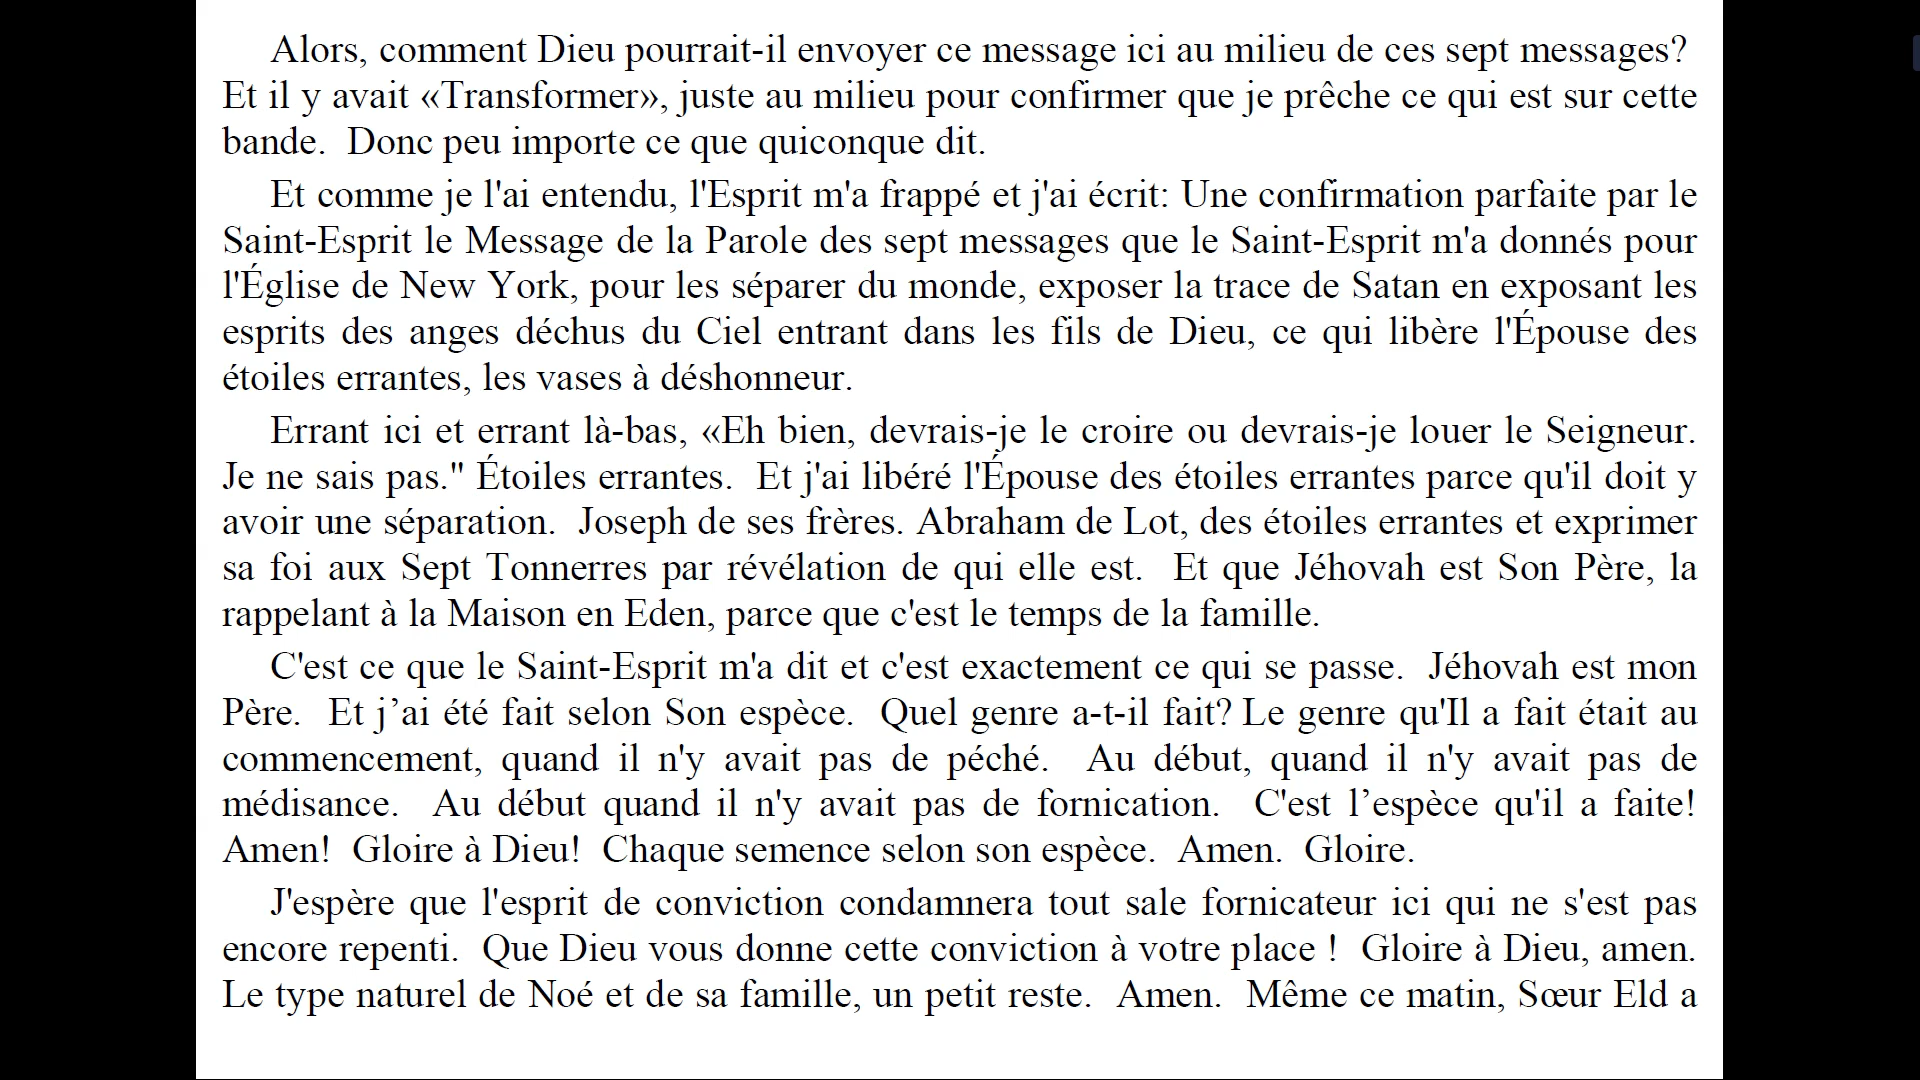 Alors, comment Dieu pourrait-il envoyer ce message ici au milieu de ces sept messages?
Et il y avait «Transformer», juste au milieu pour confirmer que je prêche ce qui est sur cette
bande.  Donc peu importe ce que quiconque dit.
Et comme je l'ai entendu, l'Esprit m'a frappé et j'ai écrit: Une confirmation parfaite par le
Saint-Esprit le Message de la Parole des sept messages que le Saint-Esprit m'a donnés pour
l'Église de New York, pour les séparer du monde, exposer la trace de Satan en exposant les
esprits des anges déchus du Ciel entrant dans les fils de Dieu, ce qui libère l'Épouse des
étoiles errantes, les vases à déshonneur.
Errant ici et errant là-bas, «Eh bien, devrais-je le croire ou devrais-je louer le Seigneur.
Je ne sais pas." Étoiles errantes.  Et j'ai libéré l'Épouse des étoiles errantes parce qu'il doit y
avoir une séparation.  Joseph de ses frères. Abraham de Lot, des étoiles errantes et exprimer
sa foi aux Sept Tonnerres par révélation de qui elle est.  Et que Jéhovah est Son Père, la
rappelant à la Maison en Eden, parce que c'est le temps de la famille.
C'est ce que le Saint-Esprit m'a dit et c'est exactement ce qui se passe.  Jéhovah est mon
Père.  Et j’ai été fait selon Son espèce.  Quel genre a-t-il fait? Le genre qu'Il a fait était au
commencement, quand il n'y avait pas de péché.  Au début, quand il n'y avait pas de
médisance.  Au début quand il n'y avait pas de fornication.  C'est l’espèce qu'il a faite!
Amen!  Gloire à Dieu!  Chaque semence selon son espèce.  Amen.  Gloire.
J'espère que l'esprit de conviction condamnera tout sale fornicateur ici qui ne s'est pas
encore repenti.  Que Dieu vous donne cette conviction à votre place !  Gloire à Dieu, amen.
Le type naturel de Noé et de sa famille, un petit reste.  Amen.  Même ce matin, Sœur Eld a